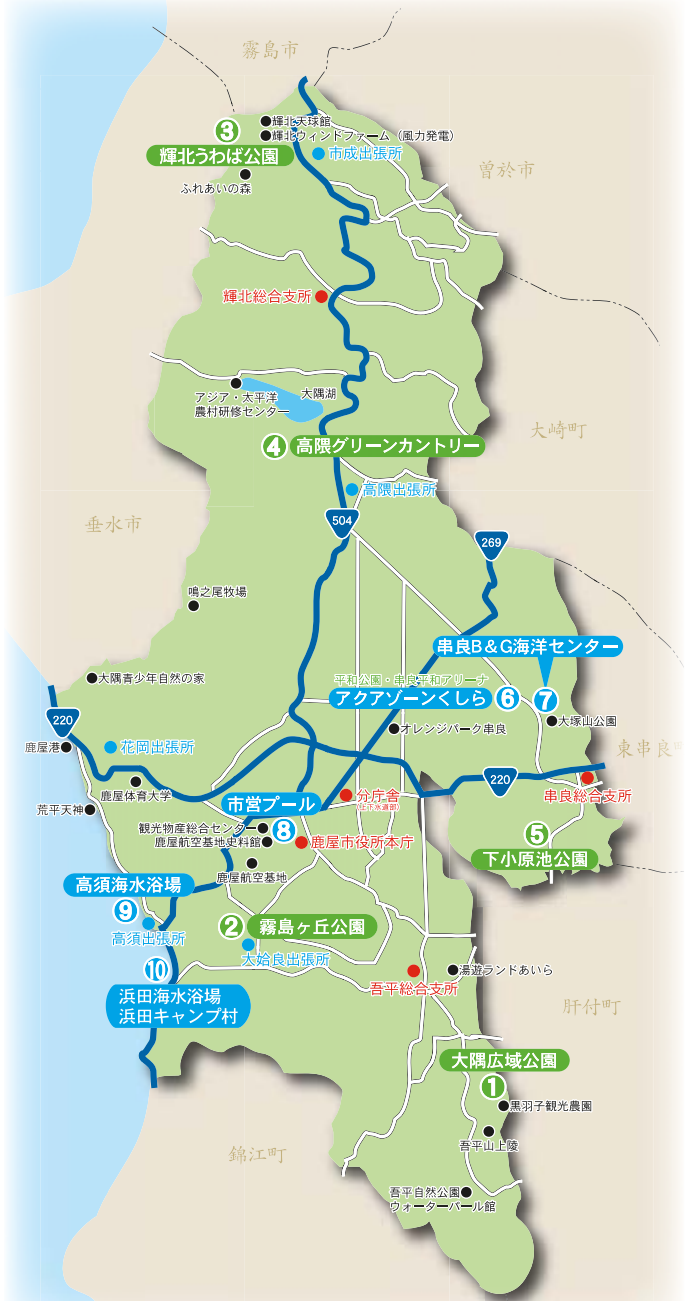 霧島市
輝北天球館
輝北ウィンドファーム（風力発電）
③
市成出張所
輝北うわば公園
曽於市
ふれあいの森
輝北総合支所
アジア・太平洋
農村研修センター
大隅湖
大崎町
④ 高隈グリーンカントリー
高隈出張所
504
垂水市
269
鳴之尾牧場
串良B＆G海洋センター
大隅青少年自然の家
平和公園・串良平和アリーナ
アクアゾーンくしら ⑥
⑦
220
大塚山公園
オレンジパーク串良
鹿屋港
花岡出張所
東串良町
220
鹿屋体育大学
分庁舎
(上下水道部)
串良総合支所
市営プール
荒平天神
観光物産総合センター
⑧
鹿屋航空基地史料館
鹿屋市役所本庁
⑤
下小原池公園
鹿屋航空基地
高須海水浴場
⑨
② 霧島ヶ丘公園
高須出張所
大姶良出張所
⑩
湯遊ランドあいら
吾平総合支所
浜田海水浴場
浜田キャンプ村
肝付町
大隅広域公園
①
黒羽子観光農園
吾平山上陵
錦江町
吾平自然公園
ウォーターパール館